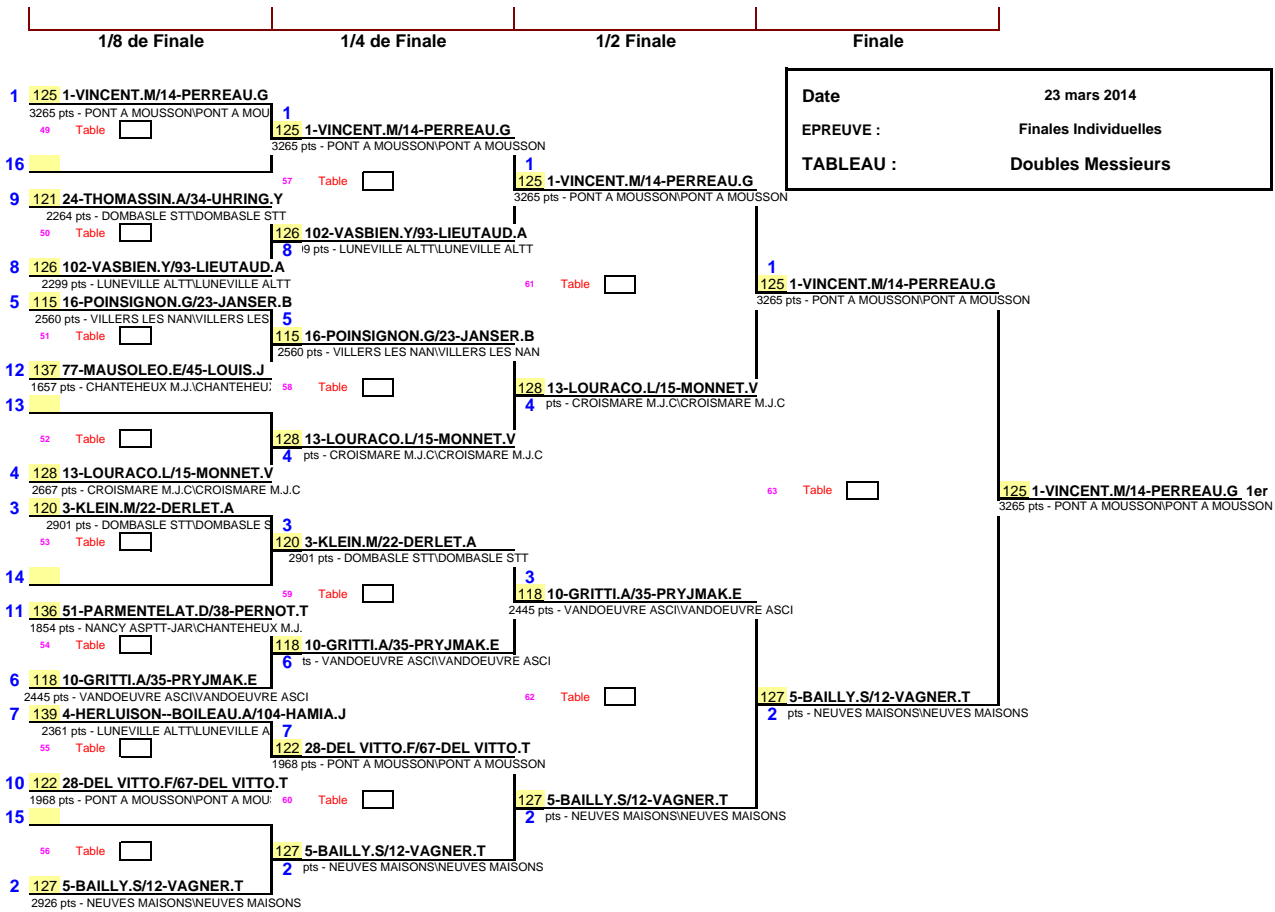 1/8 de Finale 1/4 de Finale 1/2 Finale Finale
Date 23 mars 2014
EPREUVE : Finales Individuelles
TABLEAU : Doubles Messieurs
1 125 1-VINCENT.M/14-PERREAU.G
3265 pts - PONT A MOUSSON\PONT A MOU
49 Table
16
9 121 24-THOMASSIN.A/34-UHRING.Y
2264 pts - DOMBASLE STT\DOMBASLE STT
50 Table
8 126 102-VASBIEN.Y/93-LIEUTAUD.A
2299 pts - LUNEVILLE ALTT\LUNEVILLE ALTT
5 115 16-POINSIGNON.G/23-JANSER.B
2560 pts - VILLERS LES NAN\VILLERS LES
51 Table
12 137 77-MAUSOLEO.E/45-LOUIS.J
1657 pts - CHANTEHEUX M.J.\CHANTEHEU
13
52 Table
4 128 13-LOURACO.L/15-MONNET.V
2667 pts - CROISMARE M.J.C\CROISMARE M.J.C
3 120 3-KLEIN.M/22-DERLET.A
2901 pts - DOMBASLE STT\DOMBASLE S
53 Table
14
11 136 51-PARMENTELAT.D/38-PERNOT.T
1854 pts - NANCY ASPTT-JAR\CHANTEHEUX M.J.
54 Table
6 118 10-GRITTI.A/35-PRYJMAK.E
2445 pts - VANDOEUVRE ASCI\VANDOEUVRE ASCI
7 139 4-HERLUISON--BOILEAU.A/104-HAMIA.J
2361 pts - LUNEVILLE ALTT\LUNEVILLE A
55 Table
10 122 28-DEL VITTO.F/67-DEL VITTO.T
1968 pts - PONT A MOUSSON\PONT A MOU
15
56 Table
2 127 5-BAILLY.S/12-VAGNER.T
2926 pts - NEUVES MAISONS\NEUVES MAISONS
1
125 1-VINCENT.M/14-PERREAU.G
3265 pts - PONT A MOUSSON\PONT A MOUSSON
57 Table
126 102-VASBIEN.Y/93-LIEUTAUD.A
8 9 pts - LUNEVILLE ALTT\LUNEVILLE ALTT
5
115 16-POINSIGNON.G/23-JANSER.B
2560 pts - VILLERS LES NAN\VILLERS LES NAN
58 Table
128 13-LOURACO.L/15-MONNET.V
4 pts - CROISMARE M.J.C\CROISMARE M.J.C
3
120 3-KLEIN.M/22-DERLET.A
2901 pts - DOMBASLE STT\DOMBASLE STT
59 Table
118 10-GRITTI.A/35-PRYJMAK.E
6 ts - VANDOEUVRE ASCI\VANDOEUVRE ASCI
7
122 28-DEL VITTO.F/67-DEL VITTO.T
1968 pts - PONT A MOUSSON\PONT A MOUSSON
60 Table
127 5-BAILLY.S/12-VAGNER.T
2 pts - NEUVES MAISONS\NEUVES MAISONS
1
125 1-VINCENT.M/14-PERREAU.G
3265 pts - PONT A MOUSSON\PONT A MOUSSON
61 Table
128 13-LOURACO.L/15-MONNET.V
4 pts - CROISMARE M.J.C\CROISMARE M.J.C
3
118 10-GRITTI.A/35-PRYJMAK.E
2445 pts - VANDOEUVRE ASCI\VANDOEUVRE ASCI
62 Table
127 5-BAILLY.S/12-VAGNER.T
2 pts - NEUVES MAISONS\NEUVES MAISONS
1
125 1-VINCENT.M/14-PERREAU.G
3265 pts - PONT A MOUSSON\PONT A MOUSSON
63 Table
127 5-BAILLY.S/12-VAGNER.T
2 pts - NEUVES MAISONS\NEUVES MAISONS
125 1-VINCENT.M/14-PERREAU.G 1er
3265 pts - PONT A MOUSSON\PONT A MOUSSON